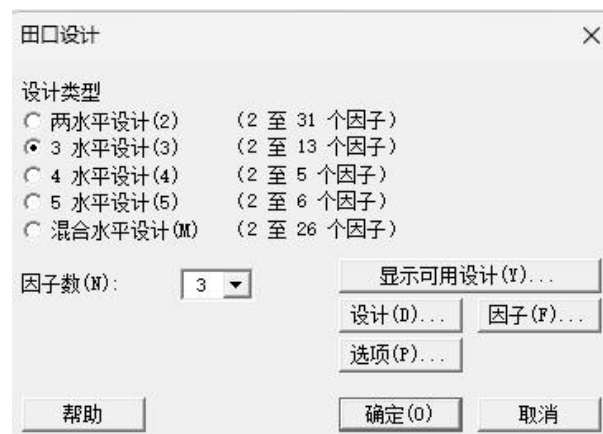 田口设计
设计类型
两水平设计(2) (2 至 31 个因子)
3 水平设计(3) (2 至 13 个因子)
4 水平设计(4) (2 至 5 个因子)
5 水平设计(5) (2 至 6 个因子)
混合水平设计(M) (2 至 26 个因子)
因子数(N): 3 显示可用设计(Y)...
设计(D)... 因子(F)...
选项(P)...
帮助 确定(O) 取消